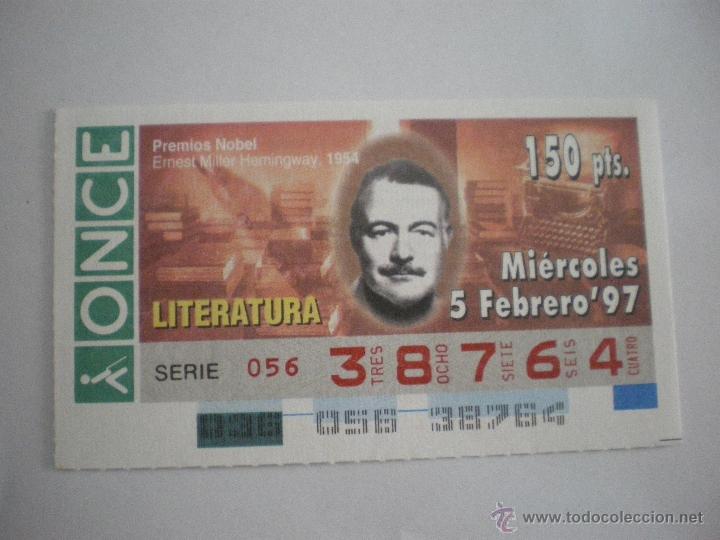 ONCE
Premios Nobel
Ernest Miller Hemingway, 1954
150 pts.
Miércoles
5 Febrero'97
LITERATURA
SERIE 056 3 TRES 8 OCHO 7 SIETE 6 SEIS 4 CUATRO
056 38764
© www.todocoleccion.net